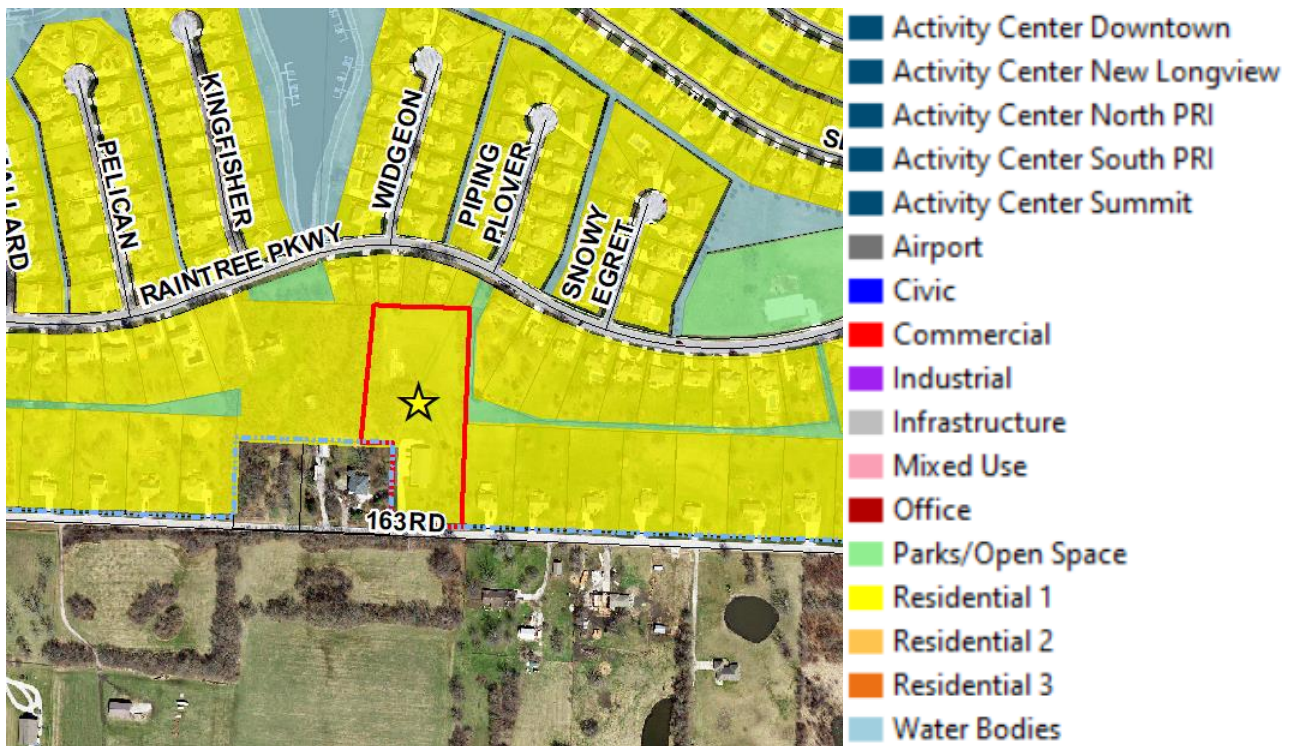 KINGFISHER
PELICAN
WIDGEON
PIPING
PLOVER
SNOWY
EGRET
RAINTREE PKWY
163RD
Activity Center Downtown
Activity Center New Longview
Activity Center North PRI
Activity Center South PRI
Activity Center Summit
Airport
Civic
Commercial
Industrial
Infrastructure
Mixed Use
Office
Parks/Open Space
Residential 1
Residential 2
Residential 3
Water Bodies